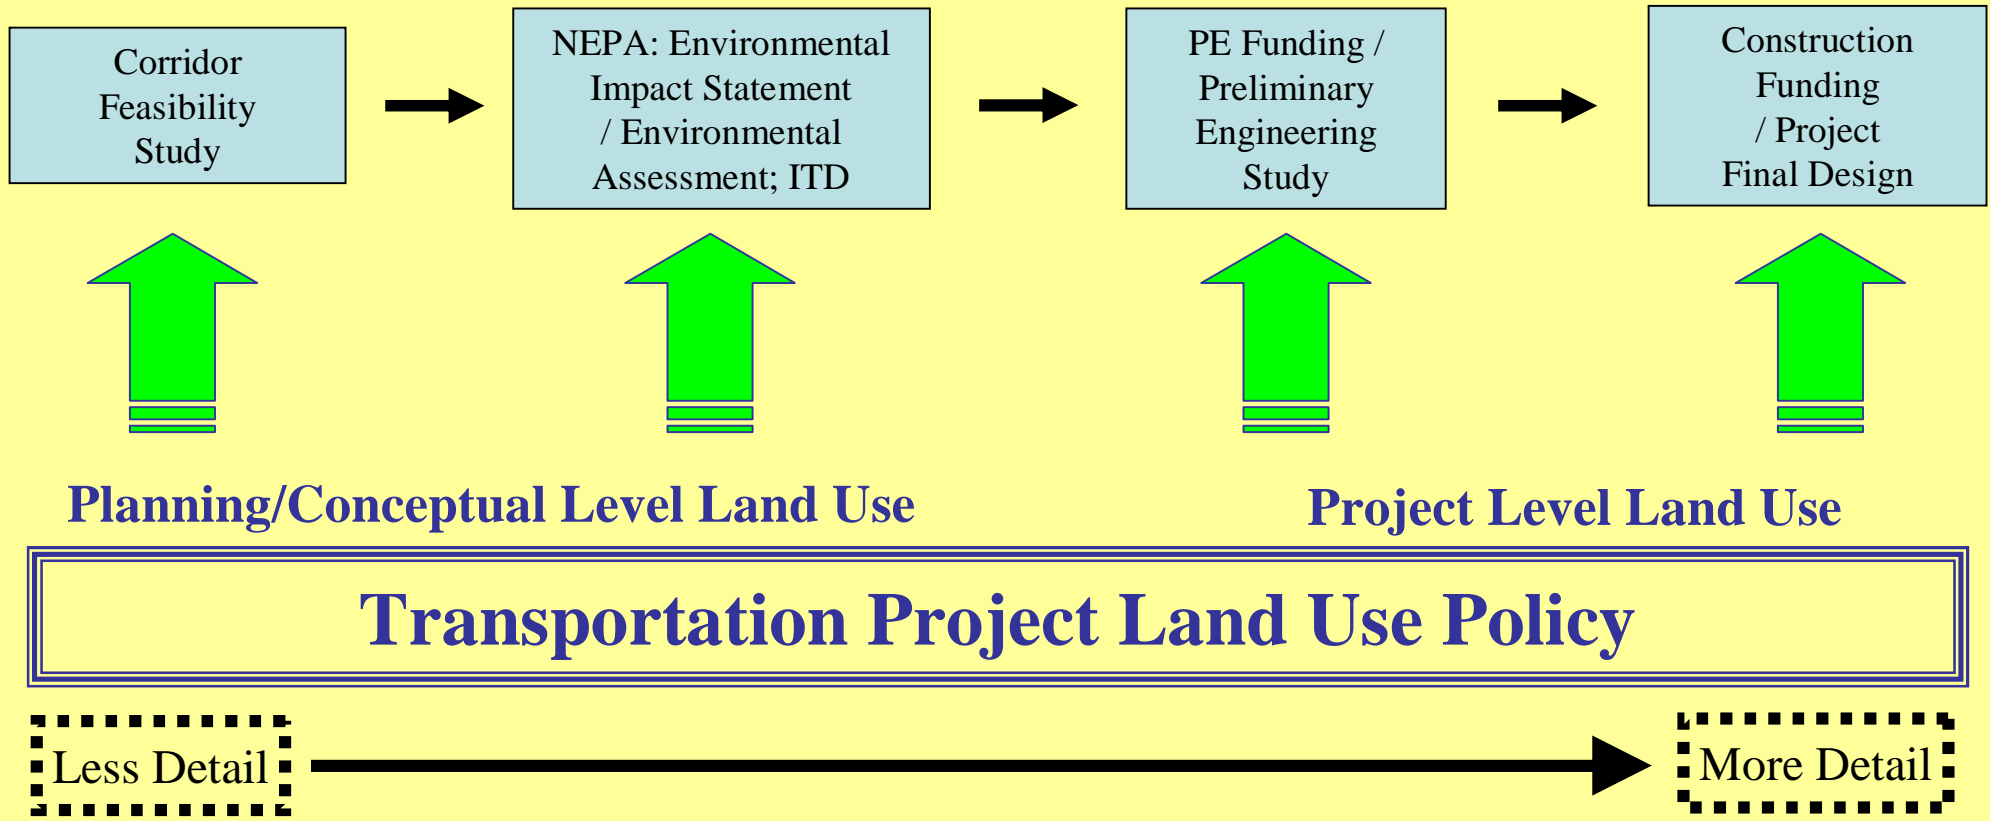 Corridor
Feasibility
Study
NEPA: Environmental
Impact Statement
/ Environmental
Assessment; ITD
PE Funding /
Preliminary
Engineering
Study
Construction
Funding
/ Project
Final Design
Planning/Conceptual Level Land Use
Project Level Land Use
Transportation Project Land Use Policy
Less Detail
More Detail